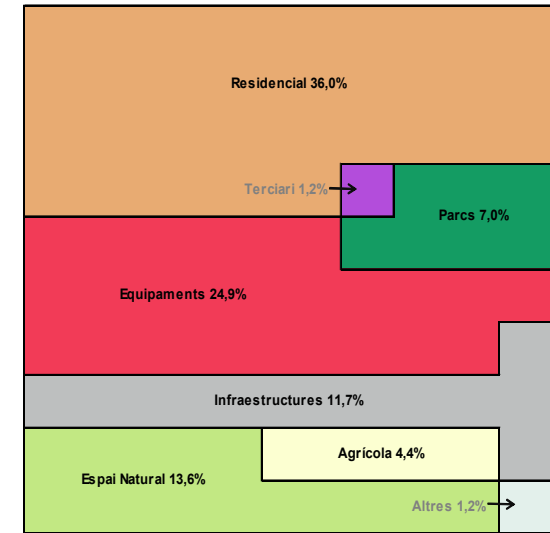 Residencial 36,0%
Terciari 1,2%
Parcs 7,0%
Equipaments 24,9%
Infraestructures 11,7%
Agrícola 4,4%
Espai Natural 13,6%
Altres 1,2%